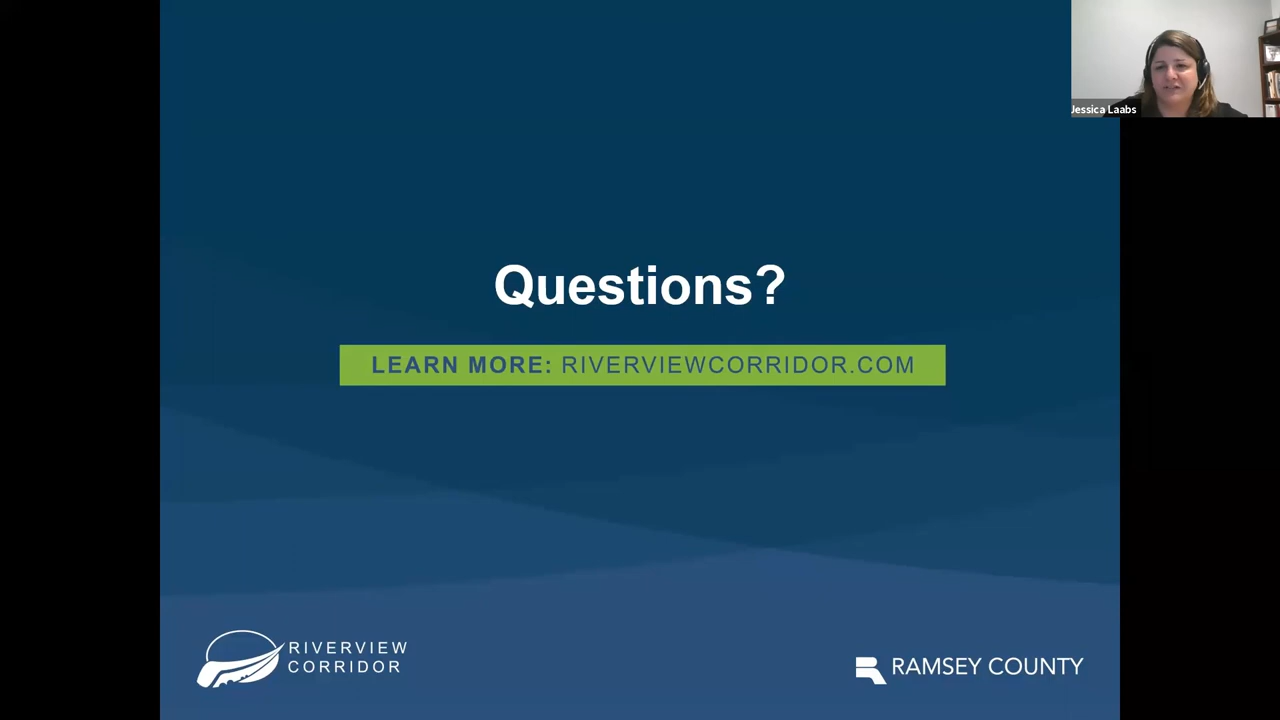 Jessica Laabs
Questions?
LEARN MORE: RIVERVIEWCORRIDOR.COM
RIVERVIEW
CORRIDOR
RAMSEY COUNTY